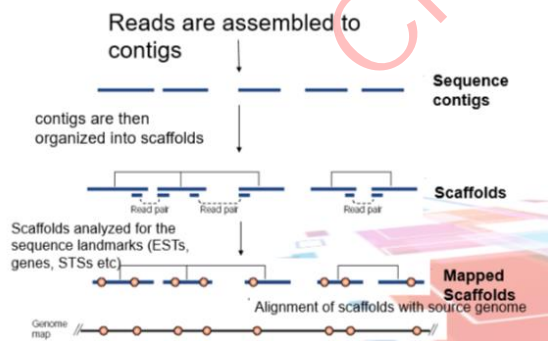 Reads are assembled to
contigs
Sequence
contigs
contigs are then
organized into scaffolds
Scaffolds
Read pair
Read pair
Read pair
Scaffolds analyzed for the
sequence landmarks (ESTs,
genes, STSs etc)
Mapped
Scaffolds
Alignment of scaffolds with source genome
Genome
map